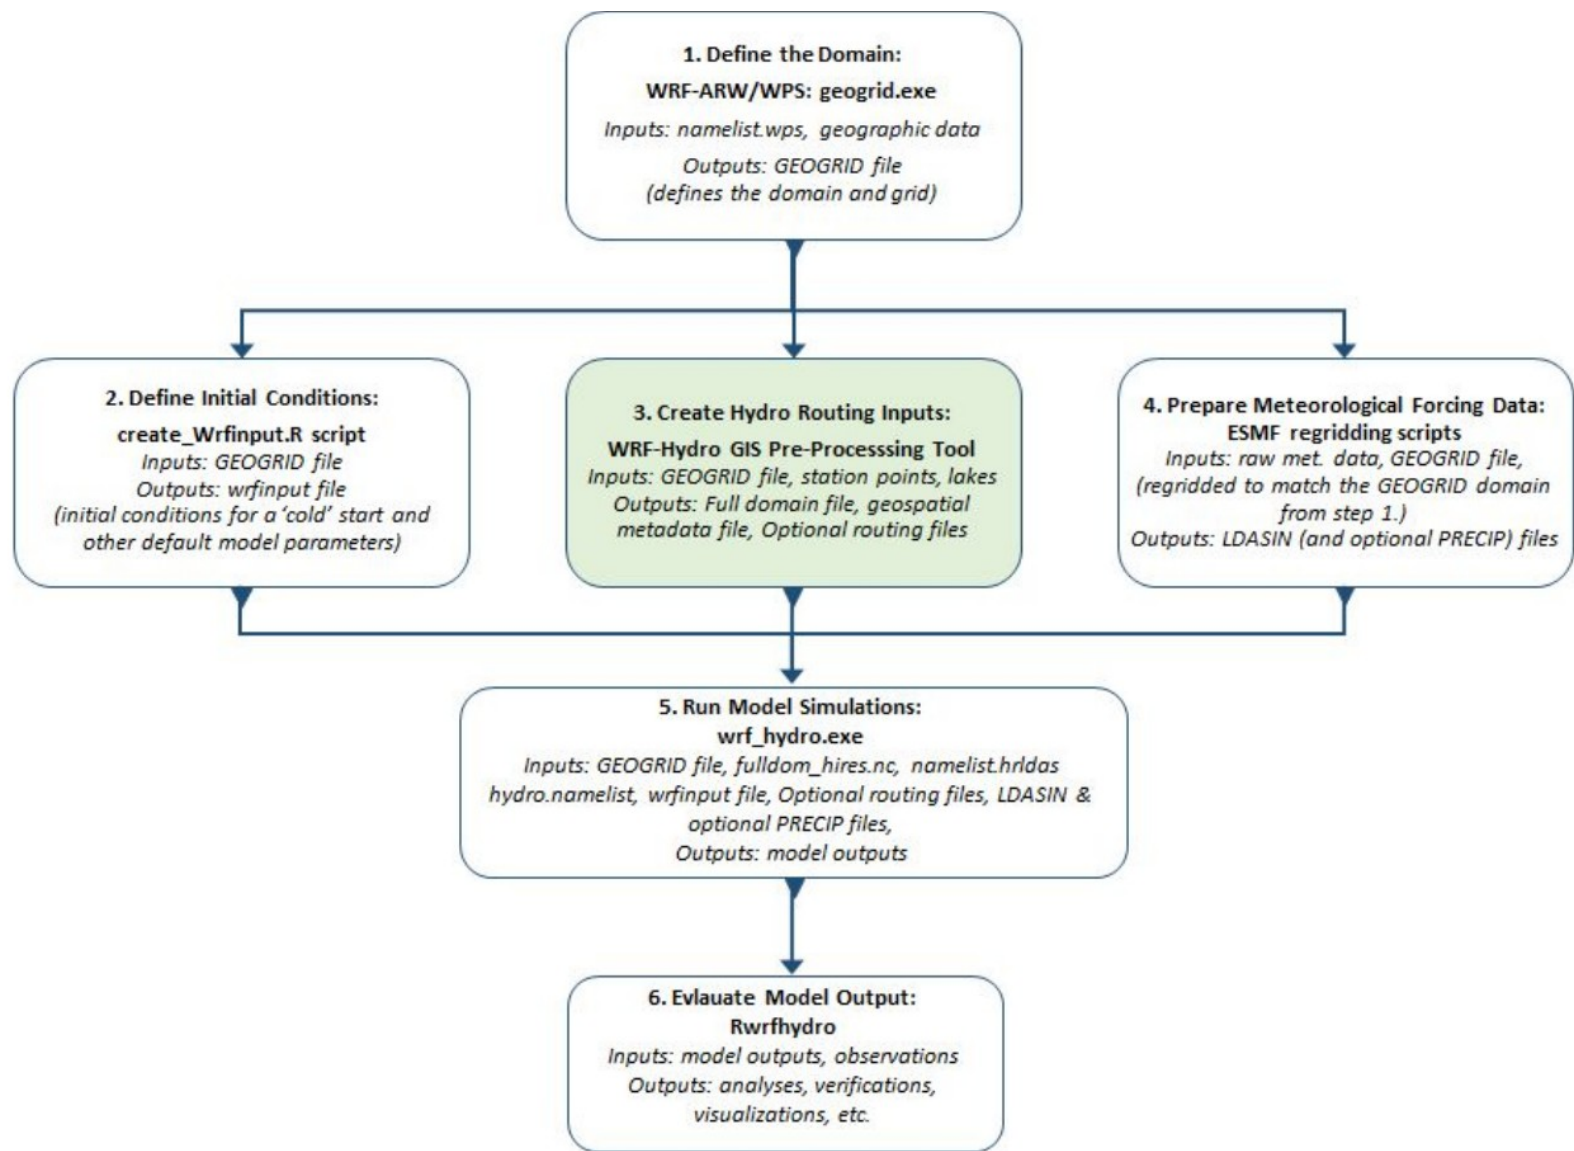 1. Define the Domain:
WRF-ARW/WPS: geogrid.exe
Inputs: namelist.wps, geographic data
Outputs: GEOGRID file
(defines the domain and grid)
2. Define Initial Conditions:
create_Wrfinput.R script
Inputs: GEOGRID file
Outputs: wrfinput file
(initial conditions for a ‘cold’ start and
other default model parameters)
3. Create Hydro Routing Inputs:
WRF-Hydro GIS Pre-Processsing Tool
Inputs: GEOGRID file, station points, lakes
Outputs: Full domain file, geospatial
metadata file, Optional routing files
4. Prepare Meteorological Forcing Data:
ESMF regridding scripts
Inputs: raw met. data, GEOGRID file,
(regridded to match the GEOGRID domain
from step 1.)
Outputs: LDASIN (and optional PRECIP) files
5. Run Model Simulations:
wrf_hydro.exe
Inputs: GEOGRID file, fulldom_hires.nc, namelist.hrldas
hydro.namelist, wrfinput file, Optional routing files, LDASIN &
optional PRECIP files,
Outputs: model outputs
6. Evlauate Model Output:
Rwrfhydro
Inputs: model outputs, observations
Outputs: analyses, verifications,
visualizations, etc.